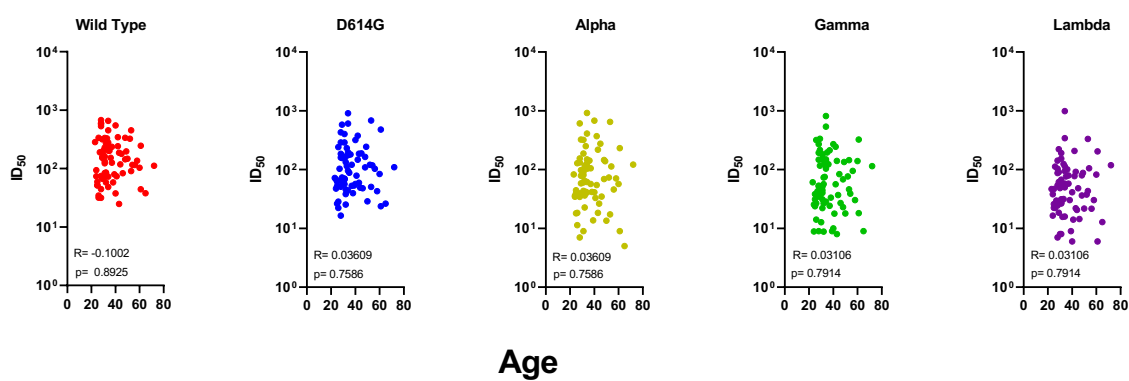 Wild Type
D614G
Alpha
Gamma
Lambda
ID50
10⁴
10³
10²
10¹
10⁰
R= -0.1002
p= 0.8925
0 20 40 60 80
ID50
10⁴
10³
10²
10¹
10⁰
R= 0.03609
p= 0.7586
0 20 40 60 80
ID50
10⁴
10³
10²
10¹
10⁰
R= 0.03609
p= 0.7586
0 20 40 60 80
ID50
10⁴
10³
10²
10¹
10⁰
R= 0.03106
p= 0.7914
0 20 40 60 80
ID50
10⁴
10³
10²
10¹
10⁰
R= 0.03106
p= 0.7914
0 20 40 60 80
Age